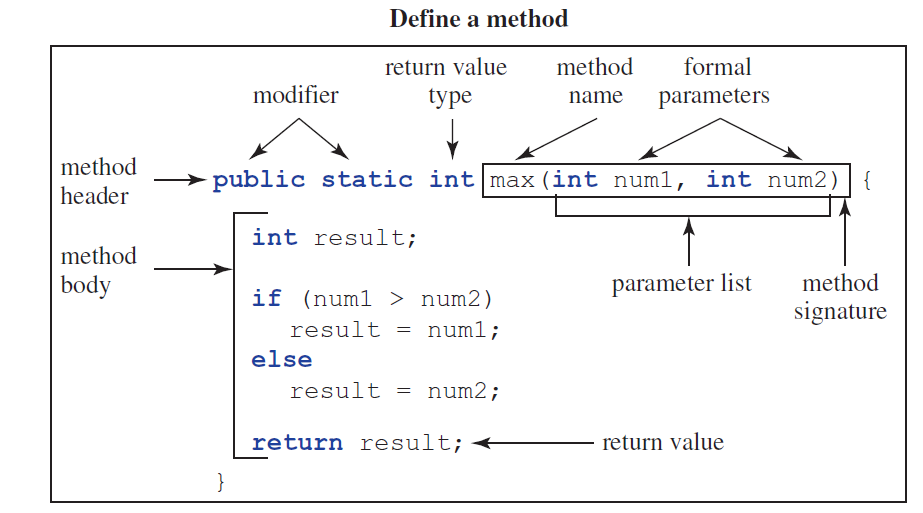 Define a method
return value
type
method
name
formal
parameters
modifier
method
header
public static int max(int num1, int num2) {
method
body
int result;
if (num1 > num2)
result = num1;
else
result = num2;
return result;
}
parameter list
method
signature
return value